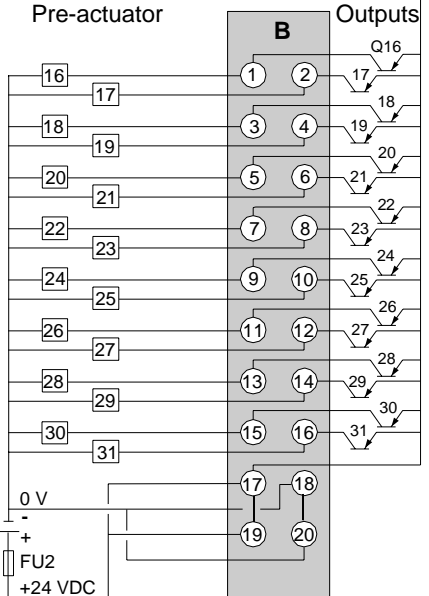 Pre-actuator B Outputs
Q16
16 1 2 17
17
18
18 3 4 19
19
20
20 5 6 21
21
22
22 7 8 23
23
24
24 9 10 25
25
26
26 11 12 27
27
28
28 13 14 29
29
30
30 15 16 31
31
17 18
0 V
-
+ 19 20
FU2
+24 VDC